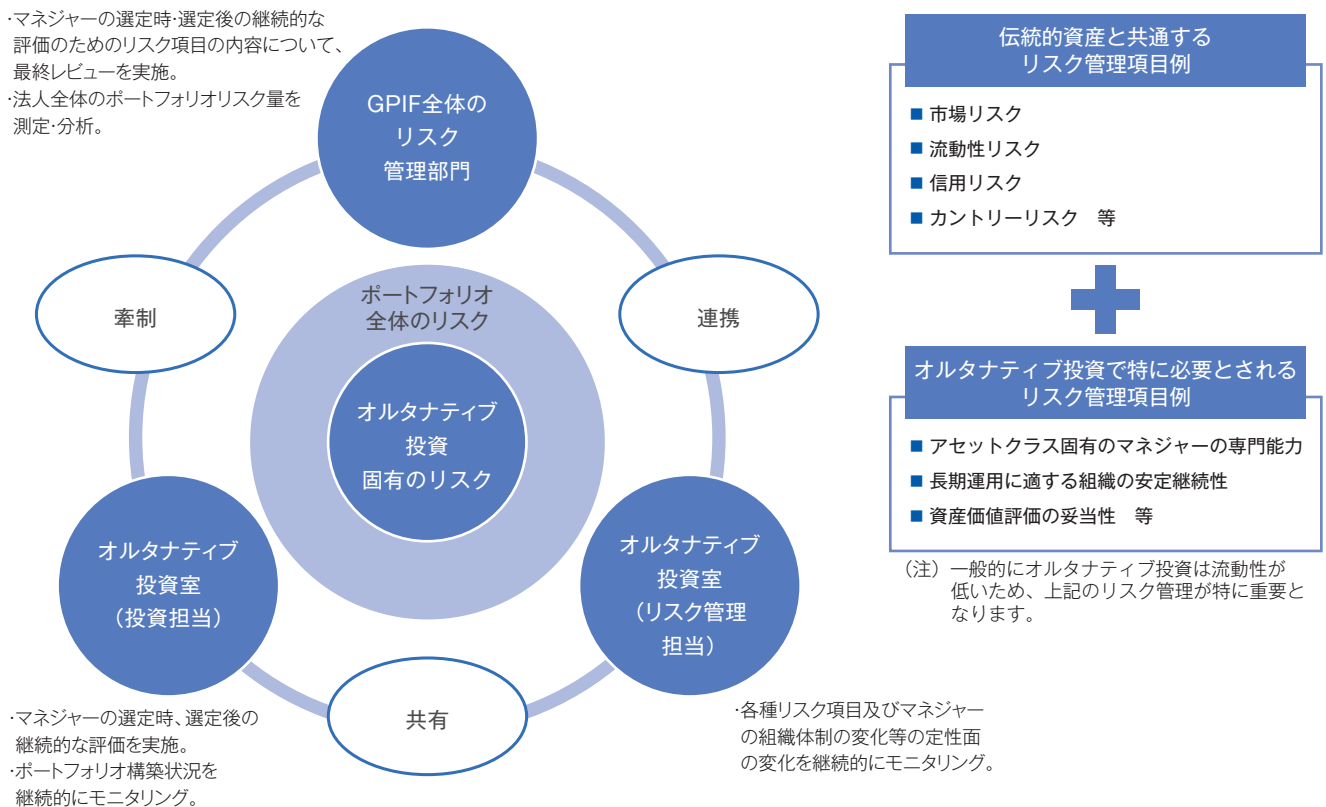 ·マネジャーの選定時·選定後の継続的な
評価のためのリスク項目の内容について、
最終レビューを実施。
·法人全体のポートフォリオリスク量を
測定·分析。
GPIF全体の
リスク
管理部門
牽制
連携
ポートフォリオ
全体のリスク
オルタナティブ
投資
固有のリスク
オルタナティブ
投資室
（投資担当）
オルタナティブ
投資室
（リスク管理
担当）
共有
·マネジャーの選定時、選定後の
継続的な評価を実施。
·ポートフォリオ構築状況を
継続的にモニタリング。
·各種リスク項目及びマネジャー
の組織体制の変化等の定性面
の変化を継続的にモニタリング。
伝統的資産と共通する
リスク管理項目例
■ 市場リスク
■ 流動性リスク
■ 信用リスク
■ カントリーリスク　等
オルタナティブ投資で特に必要とされる
リスク管理項目例
■ アセットクラス固有のマネジャーの専門能力
■ 長期運用に適する組織の安定継続性
■ 資産価値評価の妥当性　等
（注） 一般的にオルタナティブ投資は流動性が
低いため、上記のリスク管理が特に重要と
なります。